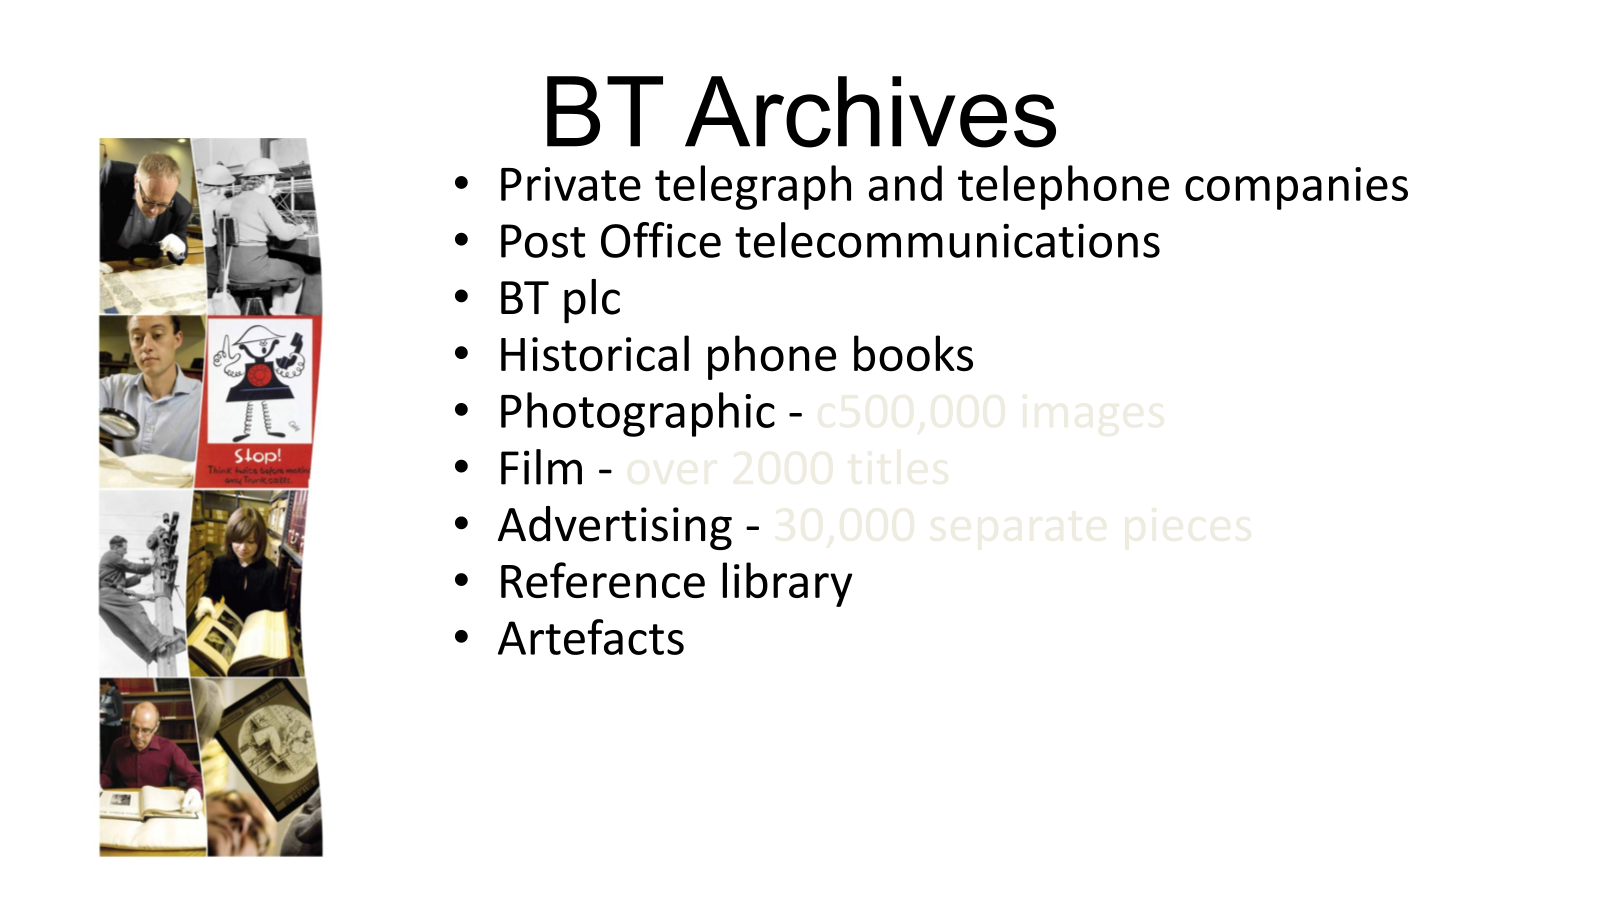 BT Archives
• Private telegraph and telephone companies
• Post Office telecommunications
• BT plc
• Historical phone books
• Photographic - c500,000 images
• Film - over 2000 titles
• Advertising - 30,000 separate pieces
• Reference library
• Artefacts
Stop!
Think twice before making
any Trunk calls.